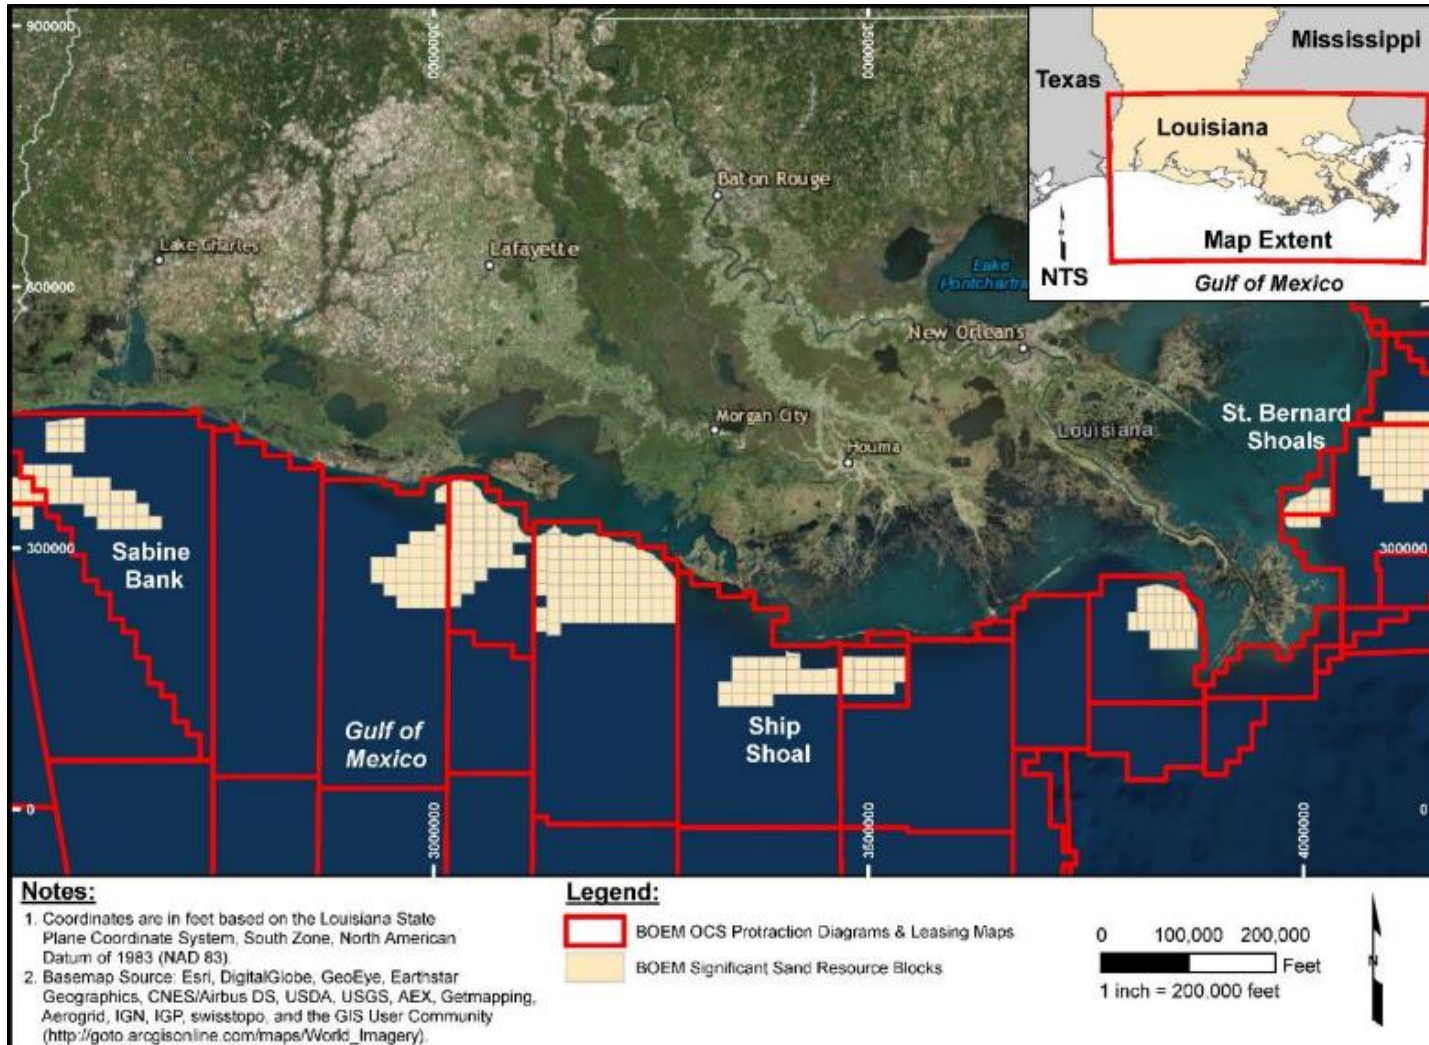 900000
3000000
3500000
Mississippi
Texas
Louisiana
Map Extent
NTS
Gulf of Mexico
Baton Rouge
Lake Charles
Lafayette
Lake
Pontchartra
600000
New Orleans
St. Bernard
Shoals
Morgan City
Louisiana
Houma
Sabine
Bank
300000
300000
Gulf of
Mexico
Ship
Shoal
0
0
3000000
3500000
4000000
Notes:
1. Coordinates are in feet based on the Louisiana State
Plane Coordinate System, South Zone, North American
Datum of 1983 (NAD 83).
2. Basemap Source: Esri, DigitalGlobe, GeoEye, Earthstar
Geographics, CNES/Airbus DS, USDA, USGS, AEX, Getmapping,
Aerogrid, IGN, IGP, swisstopo, and the GIS User Community
(http://goto.arcgisonline.com/maps/World_Imagery).
Legend:
BOEM OCS Protraction Diagrams & Leasing Maps
BOEM Significant Sand Resource Blocks
0 100,000 200,000
Feet
1 inch = 200,000 feet
N